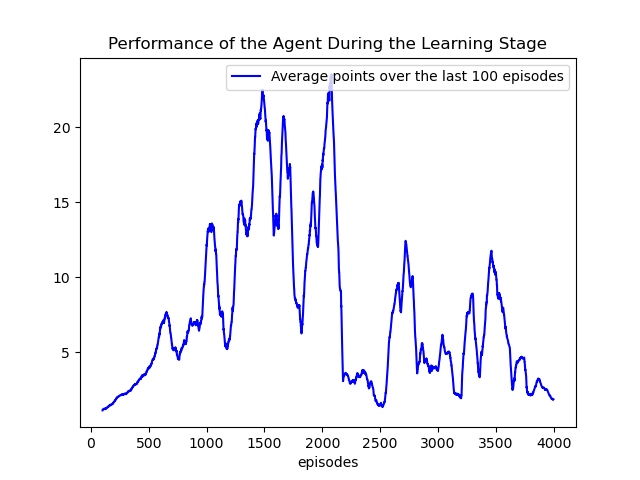 Performance of the Agent During the Learning Stage
Average points over the last 100 episodes
20
15
10
5
0 500 1000 1500 2000 2500 3000 3500 4000
episodes